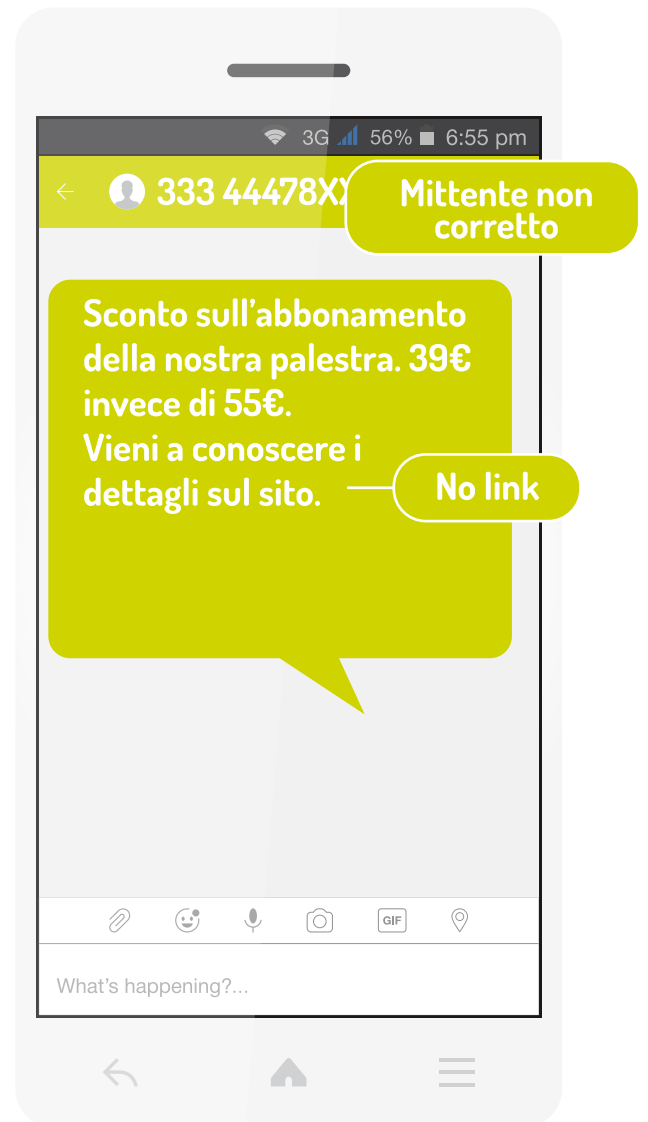 3G 56% 6:55 pm
333 44478X
Mittente non
corretto
Sconto sull'abbonamento
della nostra palestra. 39€
invece di 55€.
Vieni a conoscere i
dettagli sul sito.
No link
GIF
What's happening?...